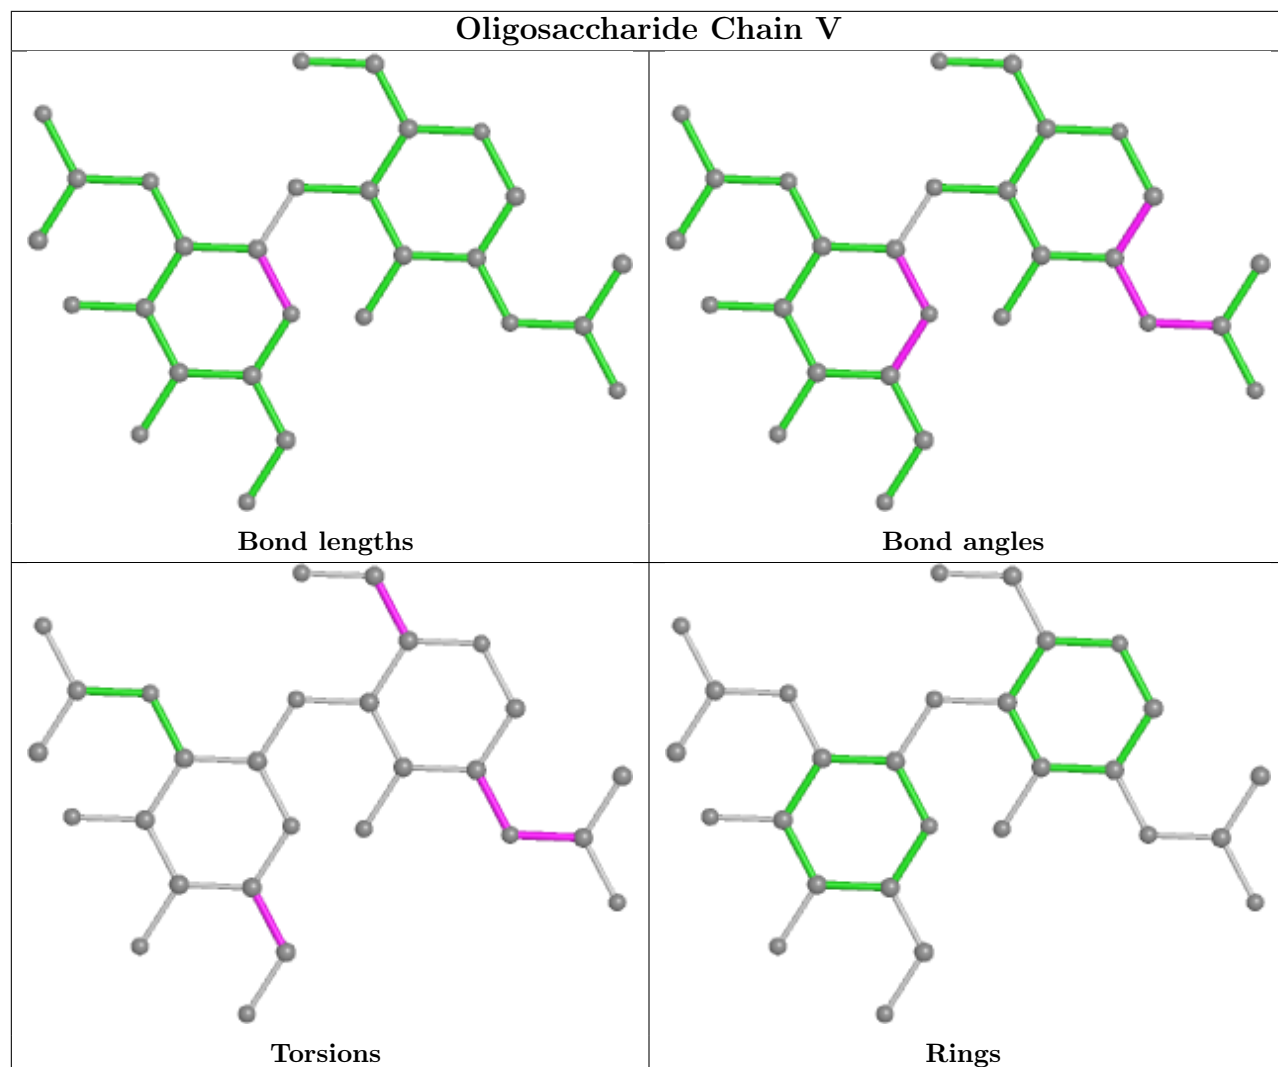 Oligosaccharide Chain V
Bond lengths
Bond angles
Torsions
Rings